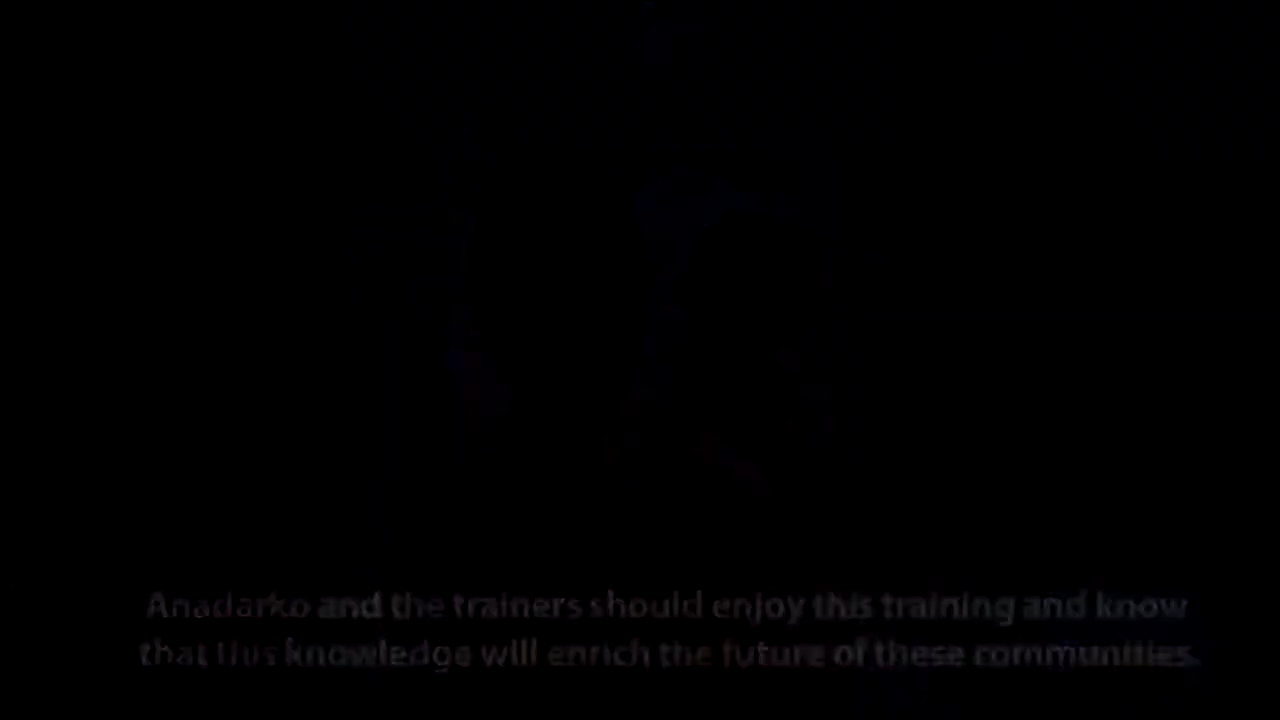 Anadarko and the trainers should enjoy this training and know
that this knowledge will enrich the future of these communities.